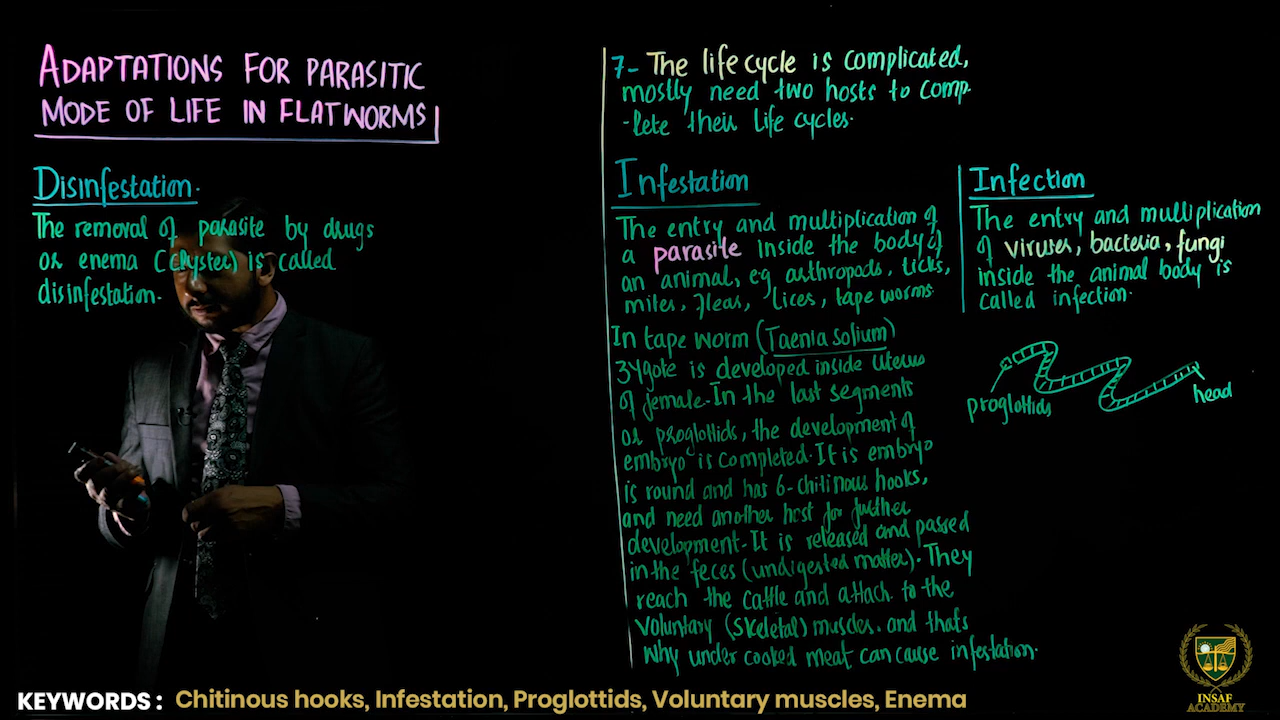 ADAPTATIONS FOR PARASITIC
MODE OF LIFE IN FLATWORMS
Disinfestation.
The removal of parasite by drugs
or enema (clyster) is called
disinfestation.
7- The life cycle is complicated,
mostly need two hosts to comp-
-lete their life cycles.
Infestation
The entry and multiplication of
a parasite inside the body of
an animal, eg arthropods, ticks,
mites, fleas, lices, tape worms.
In tape worm (Taenia solium)
zygote is developed inside uterus
of female. In the last segments
or proglottids, the development of
embryo is completed. It is embryo
is round and has 6-chitinous hooks,
and need another host for further
development. It is released and passed
in the feces (undigested matter). They
reach the cattle and attach to the
voluntary (skeletal) muscles. and thats
why under cooked meat can cause infestation.
Infection
The entry and multiplication
of viruses, bacteria, fungi
inside the animal body is
called infection.
proglottids
head
KEYWORDS : Chitinous hooks, Infestation, Proglottids, Voluntary muscles, Enema
INSAF
ACADEMY